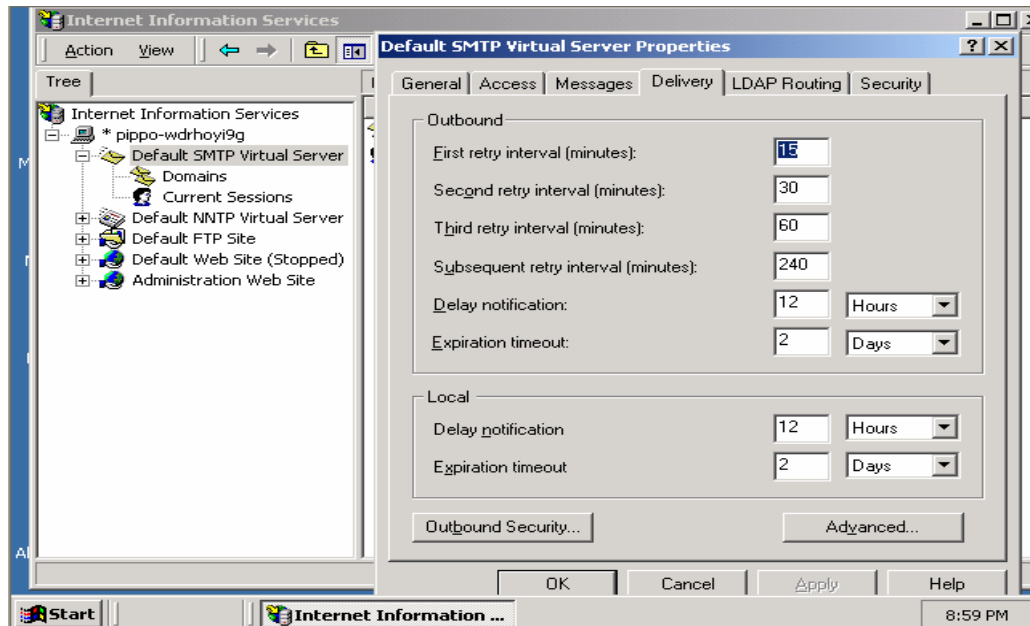 Internet Information Services
Action View
Default SMTP Virtual Server Properties
Tree
General Access Messages Delivery LDAP Routing Security
Internet Information Services
* pippo-wdrhoyi9g
Default SMTP Virtual Server
Domains
Current Sessions
Default NNTP Virtual Server
Default FTP Site
Default Web Site (Stopped)
Administration Web Site
Outbound
First retry interval (minutes): 15
Second retry interval (minutes): 30
Third retry interval (minutes): 60
Subsequent retry interval (minutes): 240
Delay notification: 12 Hours
Expiration timeout: 2 Days
Local
Delay notification 12 Hours
Expiration timeout 2 Days
Outbound Security... Advanced...
OK Cancel Apply Help
Start Internet Information ... 8:59 PM